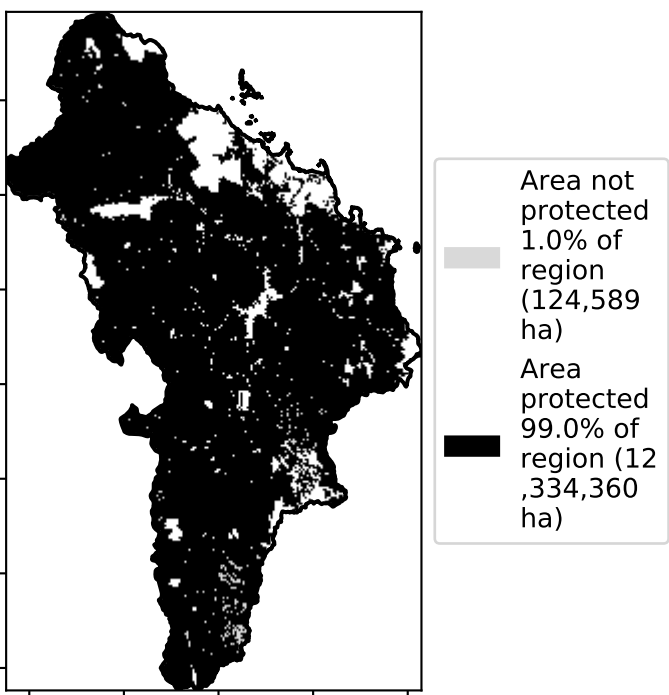 Area not
protected
1.0% of
region
(124,589
ha)
Area
protected
99.0% of
region (12
,334,360
ha)